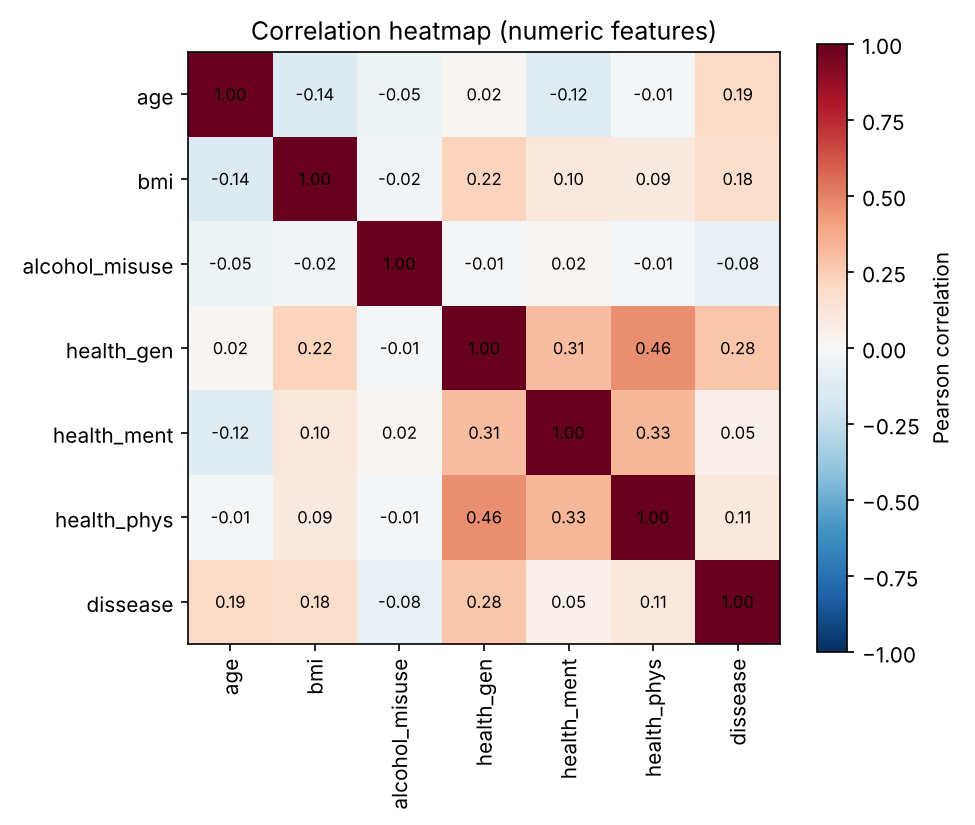 Correlation heatmap (numeric features)
age 1.00 -0.14 -0.05 0.02 -0.12 -0.01 0.19
bmi -0.14 1.00 -0.02 0.22 0.10 0.09 0.18
alcohol_misuse -0.05 -0.02 1.00 -0.01 0.02 -0.01 -0.08
health_gen 0.02 0.22 -0.01 1.00 0.31 0.46 0.28
health_ment -0.12 0.10 0.02 0.31 1.00 0.33 0.05
health_phys -0.01 0.09 -0.01 0.46 0.33 1.00 0.11
dissease 0.19 0.18 -0.08 0.28 0.05 0.11 1.00
age
bmi
alcohol_misuse
health_gen
health_ment
health_phys
dissease
1.00
0.75
0.50
0.25
0.00
−0.25
−0.50
−0.75
−1.00
Pearson correlation